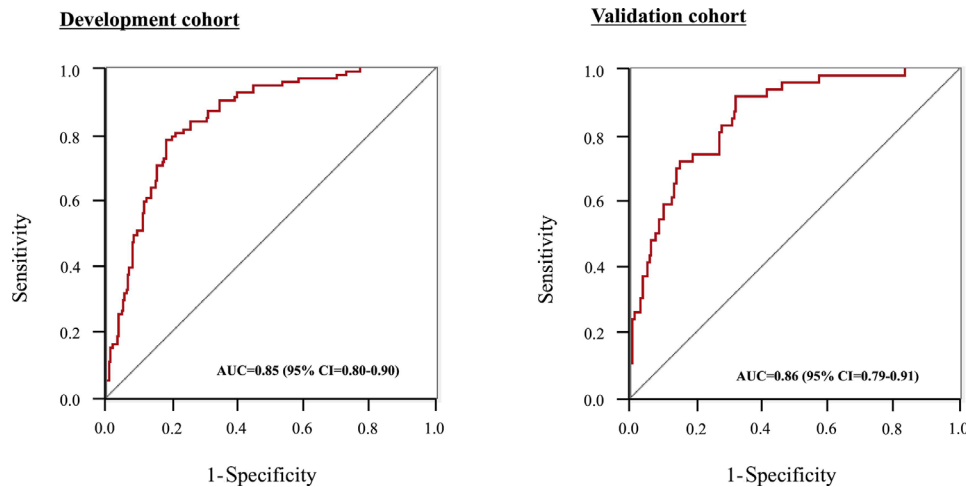 Development cohort
1.0
0.8
0.6
0.4
0.2
0.0
Sensitivity
AUC=0.85 (95% CI=0.80-0.90)
0.0 0.2 0.4 0.6 0.8 1.0
1-Specificity
Validation cohort
1.0
0.8
0.6
0.4
0.2
0.0
Sensitivity
AUC=0.86 (95% CI=0.79-0.91)
0.0 0.2 0.4 0.6 0.8 1.0
1-Specificity